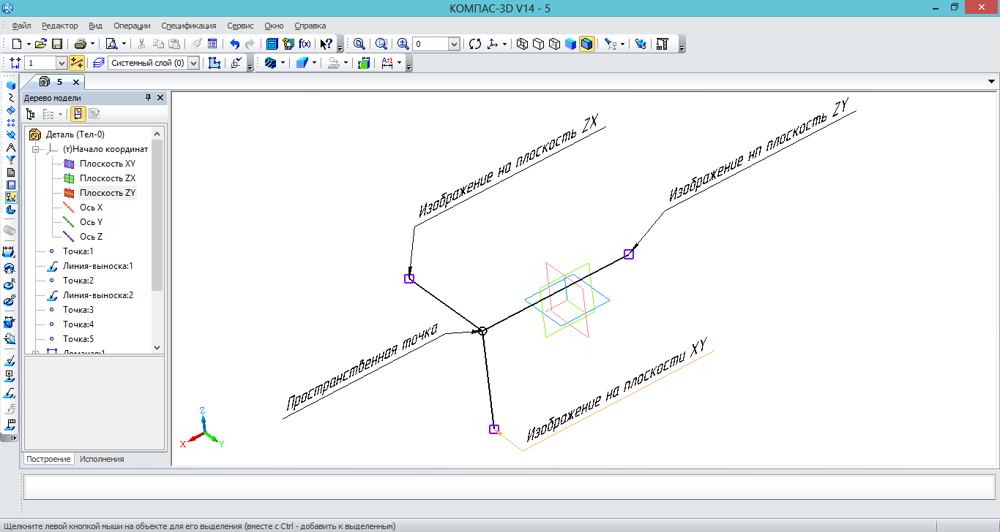 КОМПАС-3D V14 - 5
Файл Редактор Вид Операции Спецификация Сервис Окно Справка
0
f(x)
1
Системный слой (0)
5
Дерево модели
Деталь (Тел-0)
(т)Начало координат
Плоскость XY
Плоскость ZX
Плоскость ZY
Ось X
Ось Y
Ось Z
Точка:1
Линия-выноска:1
Точка:2
Линия-выноска:2
Точка:3
Точка:4
Точка:5
Ломаная:1
Построение Исполнения
Изображение на плоскость ZX
Изображение нп плоскость ZY
Пространственная точка
Изображение на плоскости XY
Z
X
Y
Щелкните левой кнопкой мыши на объекте для его выделения (вместе с Ctrl - добавить к выделенным)